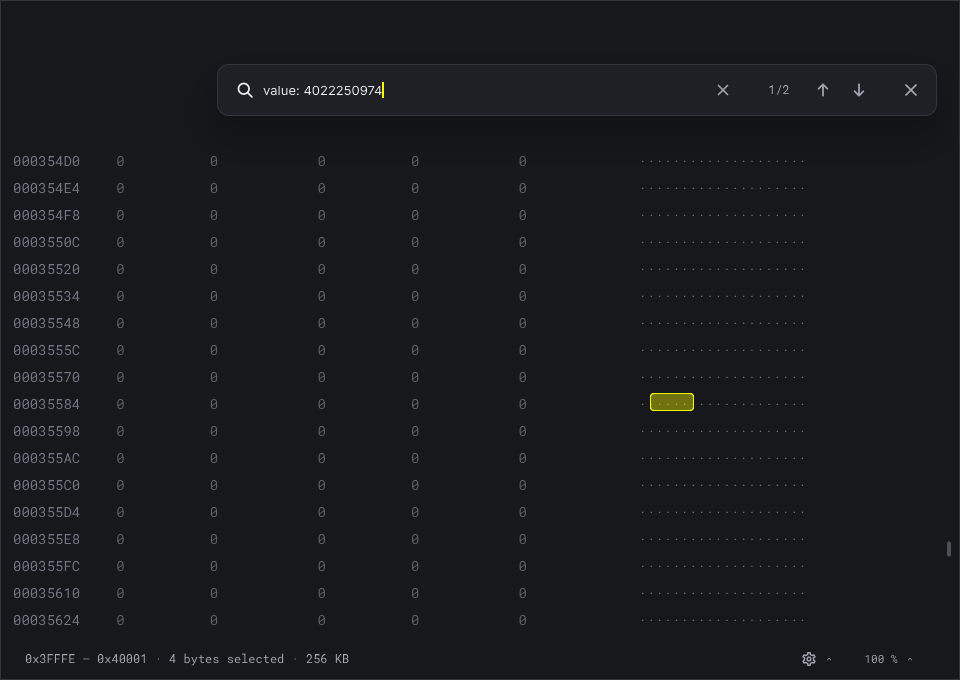 value: 4022250974 1/2
000354D0 0 0 0 0 0 ····················
000354E4 0 0 0 0 0 ····················
000354F8 0 0 0 0 0 ····················
0003550C 0 0 0 0 0 ····················
00035520 0 0 0 0 0 ····················
00035534 0 0 0 0 0 ····················
00035548 0 0 0 0 0 ····················
0003555C 0 0 0 0 0 ····················
00035570 0 0 0 0 0 ····················
00035584 0 0 0 0 0 ····················
00035598 0 0 0 0 0 ····················
000355AC 0 0 0 0 0 ····················
000355C0 0 0 0 0 0 ····················
000355D4 0 0 0 0 0 ····················
000355E8 0 0 0 0 0 ····················
000355FC 0 0 0 0 0 ····················
00035610 0 0 0 0 0 ····················
00035624 0 0 0 0 0 ····················
0x3FFFE — 0x40001 · 4 bytes selected · 256 KB 100 %